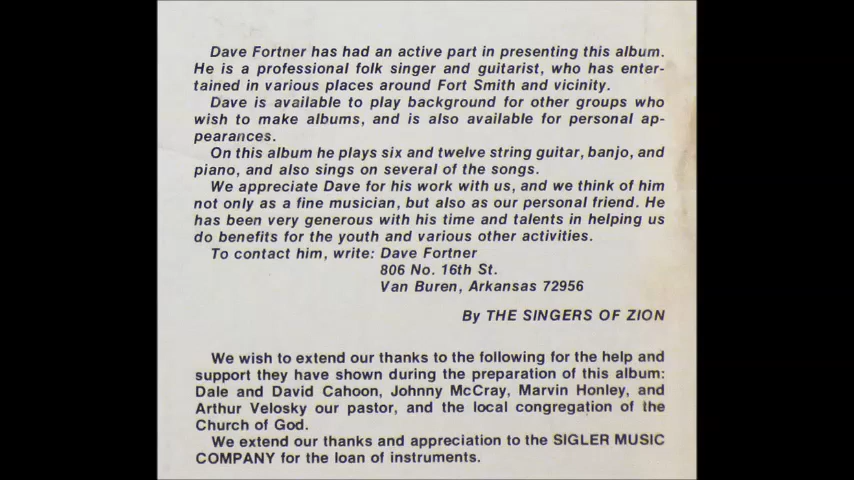 Dave Fortner has had an active part in presenting this album.
He is a professional folk singer and guitarist, who has enter-
tained in various places around Fort Smith and vicinity.
Dave is available to play background for other groups who
wish to make albums, and is also available for personal ap-
pearances.
On this album he plays six and twelve string guitar, banjo, and
piano, and also sings on several of the songs.
We appreciate Dave for his work with us, and we think of him
not only as a fine musician, but also as our personal friend. He
has been very generous with his time and talents in helping us
do benefits for the youth and various other activities.
To contact him, write: Dave Fortner
806 No. 16th St.
Van Buren, Arkansas 72956
By THE SINGERS OF ZION
We wish to extend our thanks to the following for the help and
support they have shown during the preparation of this album:
Dale and David Cahoon, Johnny McCray, Marvin Honley, and
Arthur Velosky our pastor, and the local congregation of the
Church of God.
We extend our thanks and appreciation to the SIGLER MUSIC
COMPANY for the loan of instruments.